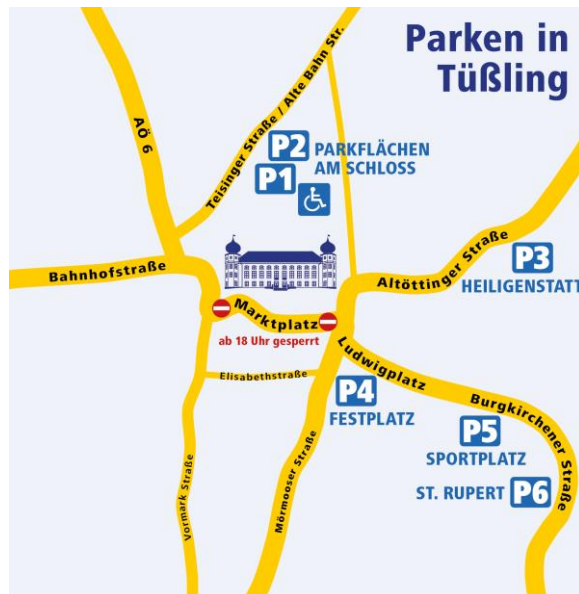 Parken in
Tüßling
AÖ 6
Teisinger Straße / Alte Bahn Str.
P2 PARKFLÄCHEN
P1 AM SCHLOSS
Bahnhofstraße
Altöttinger Straße
P3
HEILIGENSTATT
Marktplatz
ab 18 Uhr gesperrt
Ludwigplatz
Elisabethstraße
P4
FESTPLATZ
Burgkirchener Straße
P5
SPORTPLATZ
ST. RUPERT P6
Mörmooser Straße
Vormark Straße